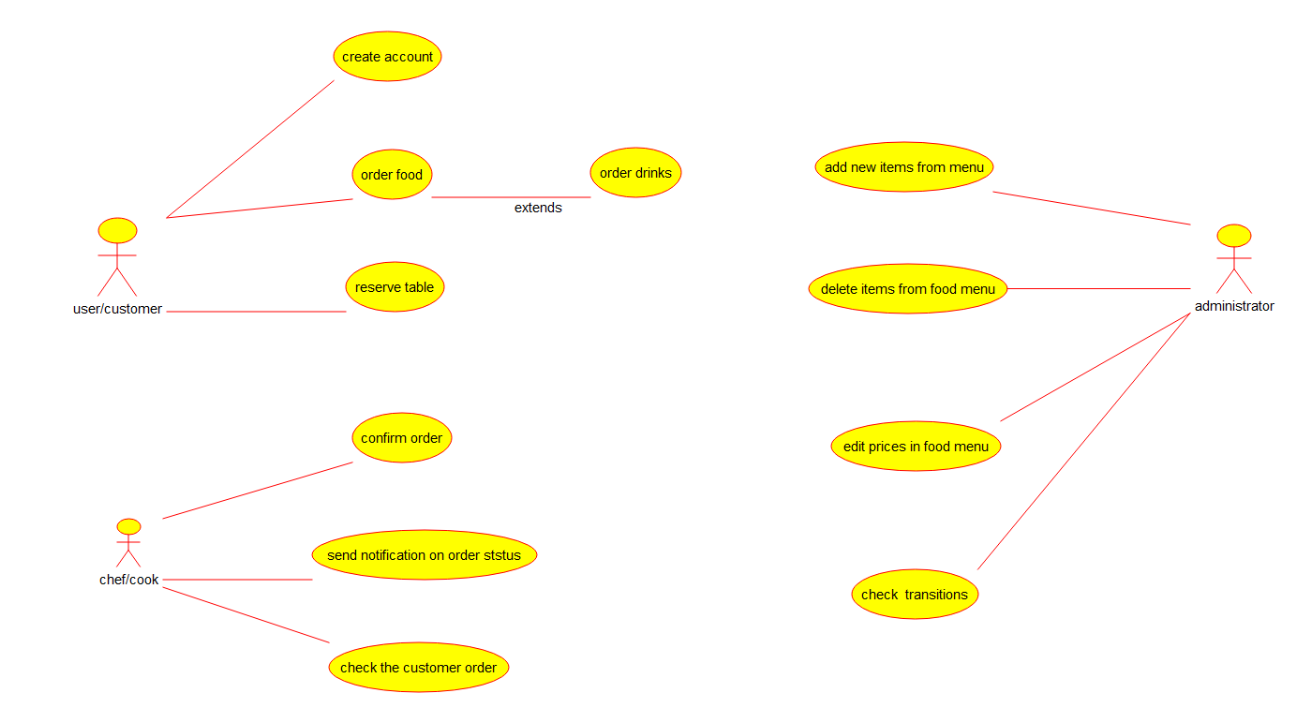 create account
order food
order drinks
extends
add new items from menu
reserve table
delete items from food menu
user/customer
administrator
confirm order
edit prices in food menu
send notification on order ststus
chef/cook
check  transitions
check the customer order